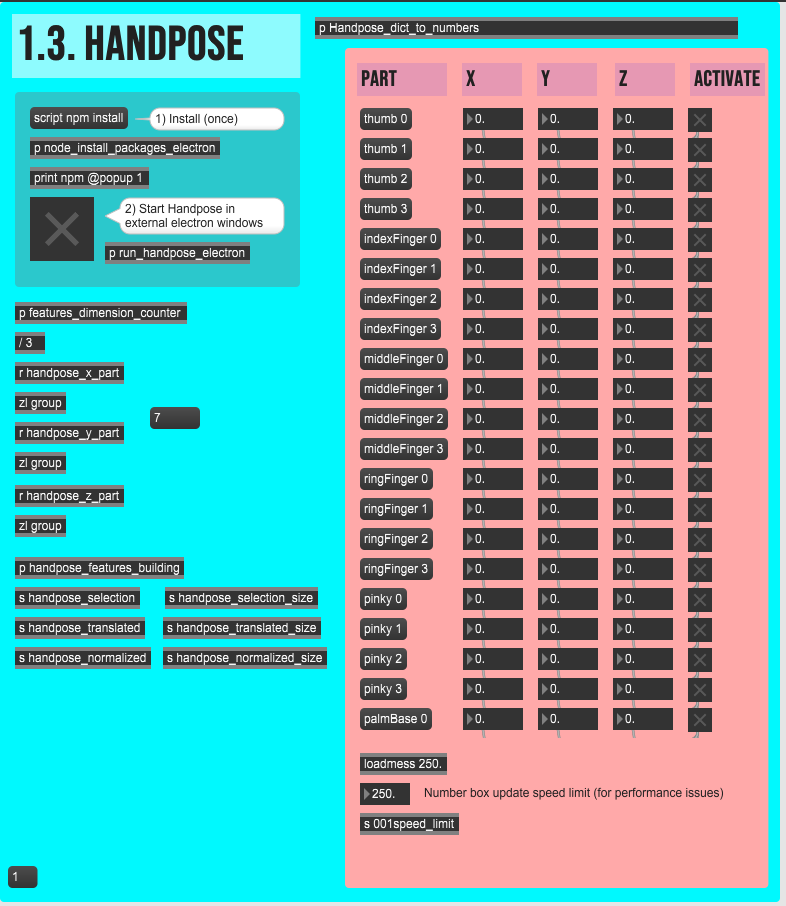 1.3. HANDPOSE
script npm install
1) Install (once)
p node_install_packages_electron
print npm @popup 1
2) Start Handpose in
external electron windows
p run_handpose_electron
p features_dimension_counter
/ 3
r handpose_x_part
zl group
7
r handpose_y_part
zl group
r handpose_z_part
zl group
p handpose_features_building
s handpose_selection s handpose_selection_size
s handpose_translated s handpose_translated_size
s handpose_normalized s handpose_normalized_size
1
p Handpose_dict_to_numbers
PART X Y Z ACTIVATE
thumb 0 0. 0. 0.
thumb 1 0. 0. 0.
thumb 2 0. 0. 0.
thumb 3 0. 0. 0.
indexFinger 0 0. 0. 0.
indexFinger 1 0. 0. 0.
indexFinger 2 0. 0. 0.
indexFinger 3 0. 0. 0.
middleFinger 0 0. 0. 0.
middleFinger 1 0. 0. 0.
middleFinger 2 0. 0. 0.
middleFinger 3 0. 0. 0.
ringFinger 0 0. 0. 0.
ringFinger 1 0. 0. 0.
ringFinger 2 0. 0. 0.
ringFinger 3 0. 0. 0.
pinky 0 0. 0. 0.
pinky 1 0. 0. 0.
pinky 2 0. 0. 0.
pinky 3 0. 0. 0.
palmBase 0 0. 0. 0.
loadmess 250.
250. Number box update speed limit (for performance issues)
s 001speed_limit